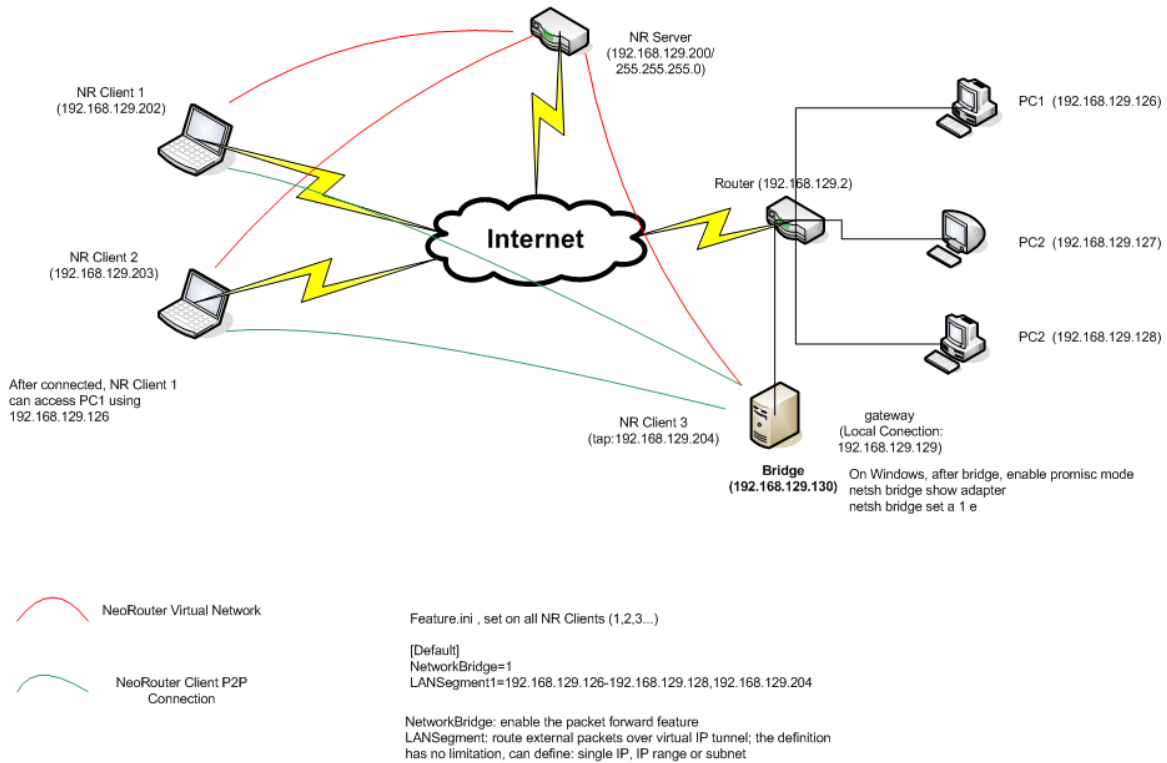 NR Server
(192.168.129.200/
255.255.255.0)
NR Client 1
(192.168.129.202)
PC1 (192.168.129.126)
Router (192.168.129.2)
Internet
NR Client 2
(192.168.129.203)
PC2 (192.168.129.127)
PC2 (192.168.129.128)
After connected, NR Client 1
can access PC1 using
192.168.129.126
NR Client 3
(tap:192.168.129.204)
gateway
(Local Conection:
192.168.129.129)
Bridge
(192.168.129.130)
On Windows, after bridge, enable promisc mode
netsh bridge show adapter
netsh bridge set a 1 e
NeoRouter Virtual Network
NeoRouter Client P2P
Connection
Feature.ini , set on all NR Clients (1,2,3...)
[Default]
NetworkBridge=1
LANSegment1=192.168.129.126-192.168.129.128,192.168.129.204
NetworkBridge: enable the packet forward feature
LANSegment: route external packets over virtual IP tunnel; the definition
has no limitation, can define: single IP, IP range or subnet